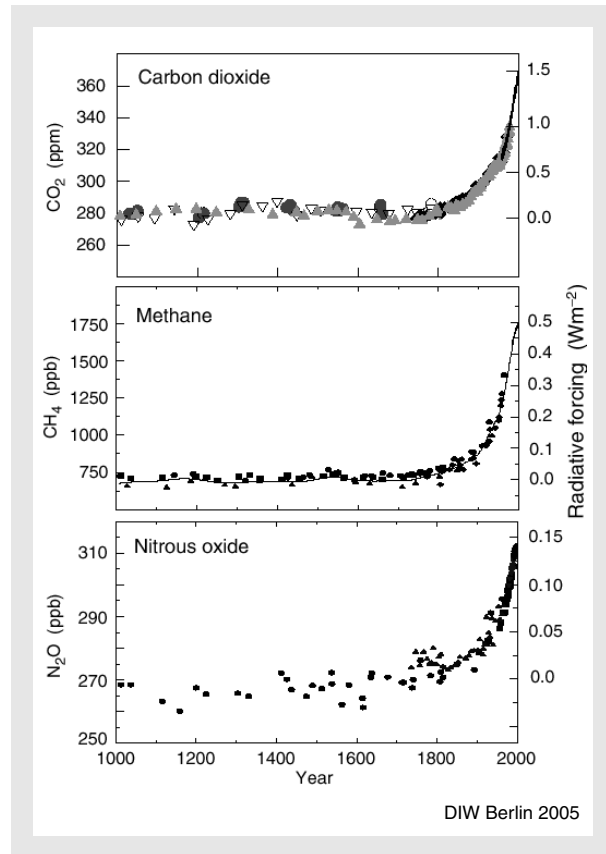 Carbon dioxide
CO₂ (ppm)
360
340
320
300
280
260
1.5
1.0
0.5
0.0
Methane
CH₄ (ppb)
1750
1500
1250
1000
750
0.5
0.4
0.3
0.2
0.1
0.0
Radiative forcing (Wm⁻²)
Nitrous oxide
N₂O (ppb)
310
290
270
250
0.15
0.10
0.05
0.0
1000 1200 1400 1600 1800 2000
Year
DIW Berlin 2005